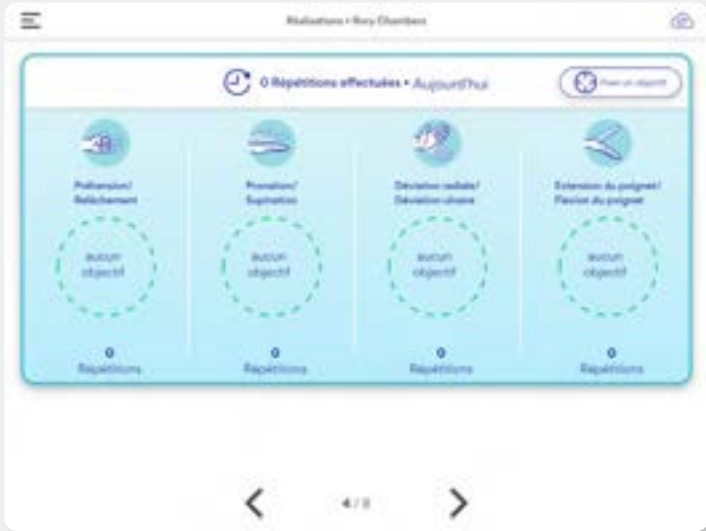 Réalisations • Rory Chambers
0 Répétitions effectuées • Aujourd'hui
Fixer un objectif
Préhension/
Relâchement
aucun
objectif
0
Répétitions
Pronation/
Supination
aucun
objectif
0
Répétitions
Déviation radiale/
Déviation ulnaire
aucun
objectif
0
Répétitions
Extension du poignet/
Flexion du poignet
aucun
objectif
0
Répétitions
4 / 8